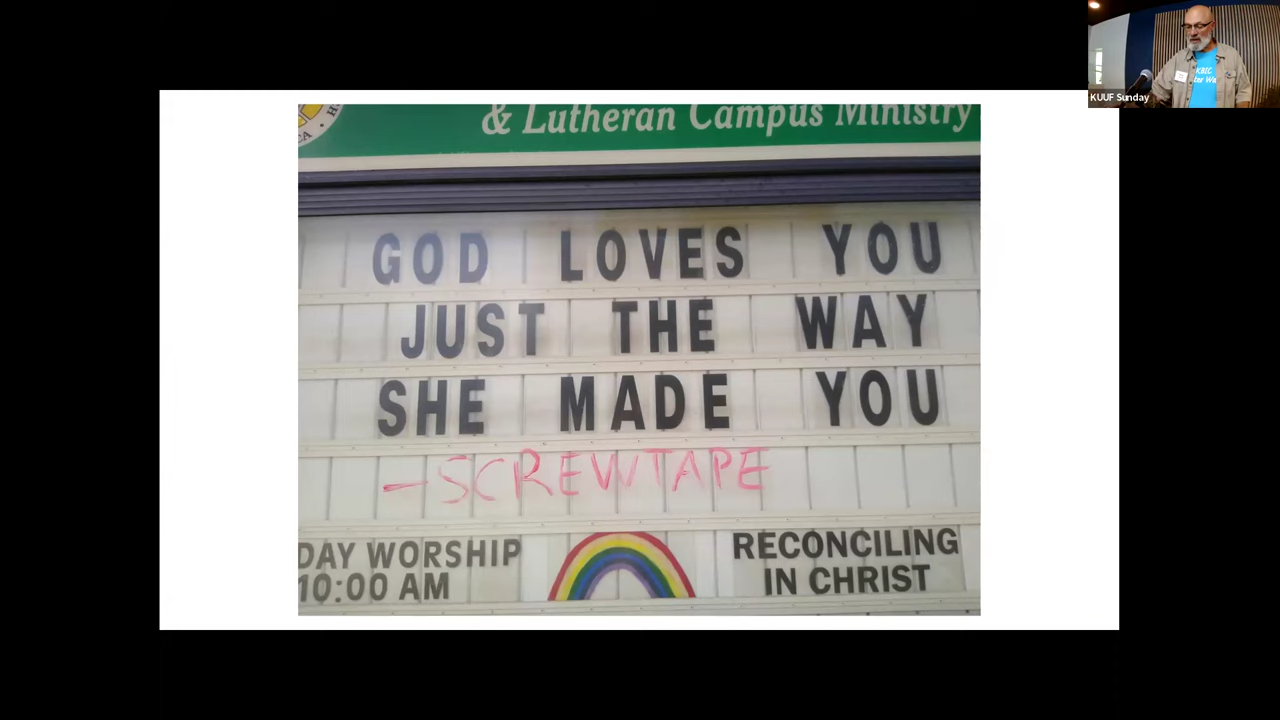 & Lutheran Campus Ministry
GOD LOVES YOU
JUST THE WAY
SHE MADE YOU
- SCREWTAPE
DAY WORSHIP
10:00 AM
RECONCILING
IN CHRIST
KUUF Sunday
KBIC